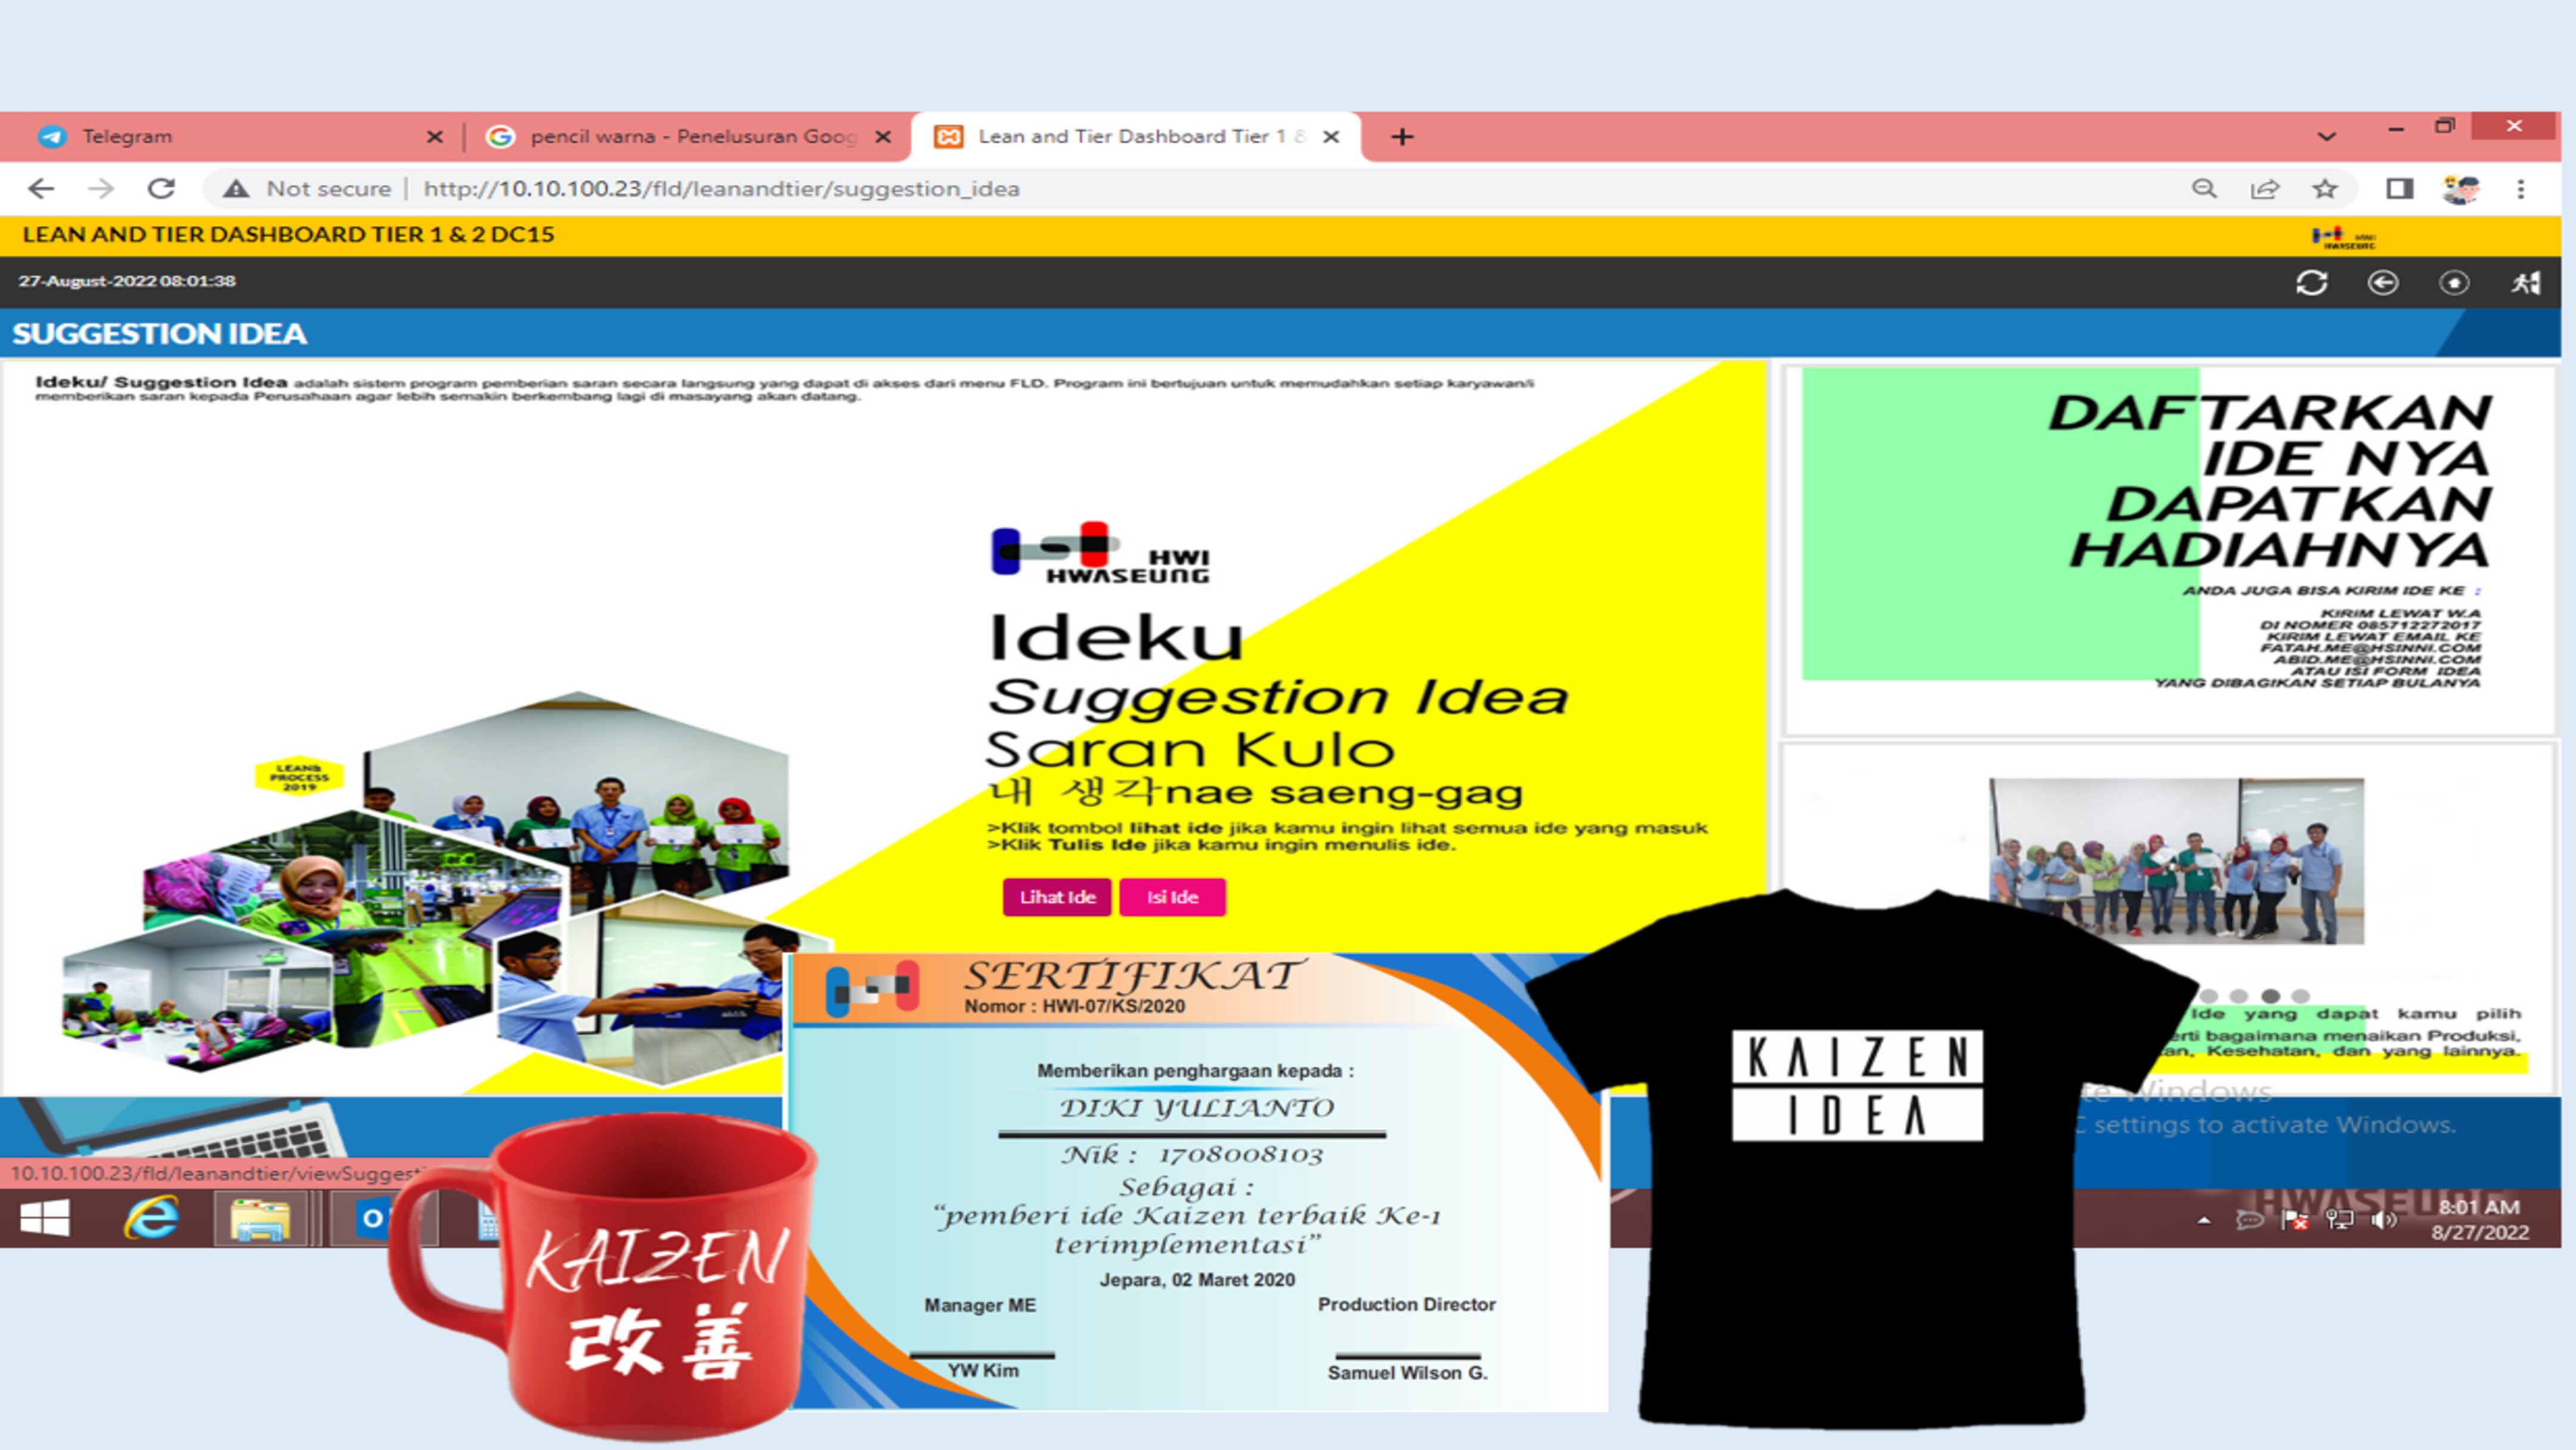 Telegram
pencil warna - Penelusuran Goog
Lean and Tier Dashboard Tier 1 &
Not secure
http://10.10.100.23/fld/leanandtier/suggestion_idea
LEAN AND TIER DASHBOARD TIER 1 & 2 DC15
HWI
HWASEUNG
27-August-2022 08:01:38
SUGGESTION IDEA
Ideku/ Suggestion Idea adalah sistem program pemberian saran secara langsung yang dapat di akses dari menu FLD. Program ini bertujuan untuk memudahkan setiap karyawan/i
memberikan saran kepada Perusahaan agar lebih semakin berkembang lagi di masayang akan datang.
HWI
HWASEUNG
Ideku
Suggestion Idea
Saran Kulo
내 생각nae saeng-gag
>Klik tombol lihat ide jika kamu ingin lihat semua ide yang masuk
>Klik Tulis Ide jika kamu ingin menulis ide.
Lihat Ide
Isi Ide
LEAN&
PROCESS
2019
DAFTARKAN
IDE NYA
DAPATKAN
HADIAHNYA
ANDA JUGA BISA KIRIM IDE KE :
KIRIM LEWAT W.A
DI NOMER 085712272017
KIRIM LEWAT EMAIL KE
FATAH.ME@HSINNI.COM
ABID.ME@HSINNI.COM
ATAU ISI FORM IDEA
YANG DIBAGIKAN SETIAP BULANYA
Ide yang dapat kamu pilih
erti bagaimana menaikan Produksi,
an, Kesehatan, dan yang lainnya.
te Windows
C settings to activate Windows.
SERTIFIKAT
Nomor : HWI-07/KS/2020
Memberikan penghargaan kepada :
DIKI YULIANTO
Nik : 1708008103
Sebagai :
“pemberi ide Kaizen terbaik Ke-1
terimplementasi”
Jepara, 02 Maret 2020
Manager ME
Production Director
YW Kim
Samuel Wilson G.
KAIZEN
改善
KAIZEN
IDEA
10.10.100.23/fld/leanandtier/viewSuggest
HWASEUNG
8:01 AM
8/27/2022